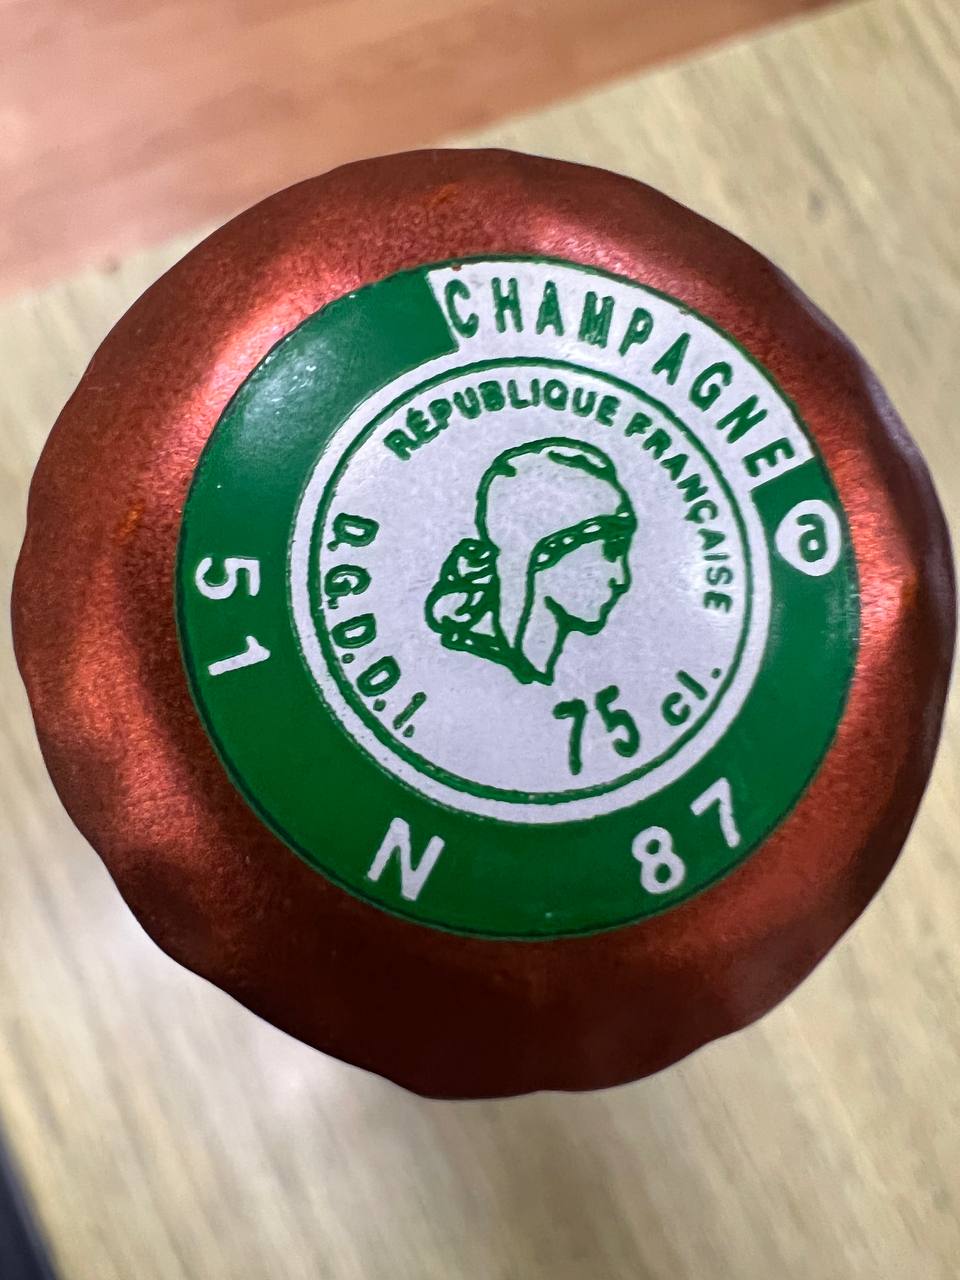 CHAMPAGNE
RÉPUBLIQUE FRANÇAISE
D.G.D.D.I.
75 cl.
51
N
87